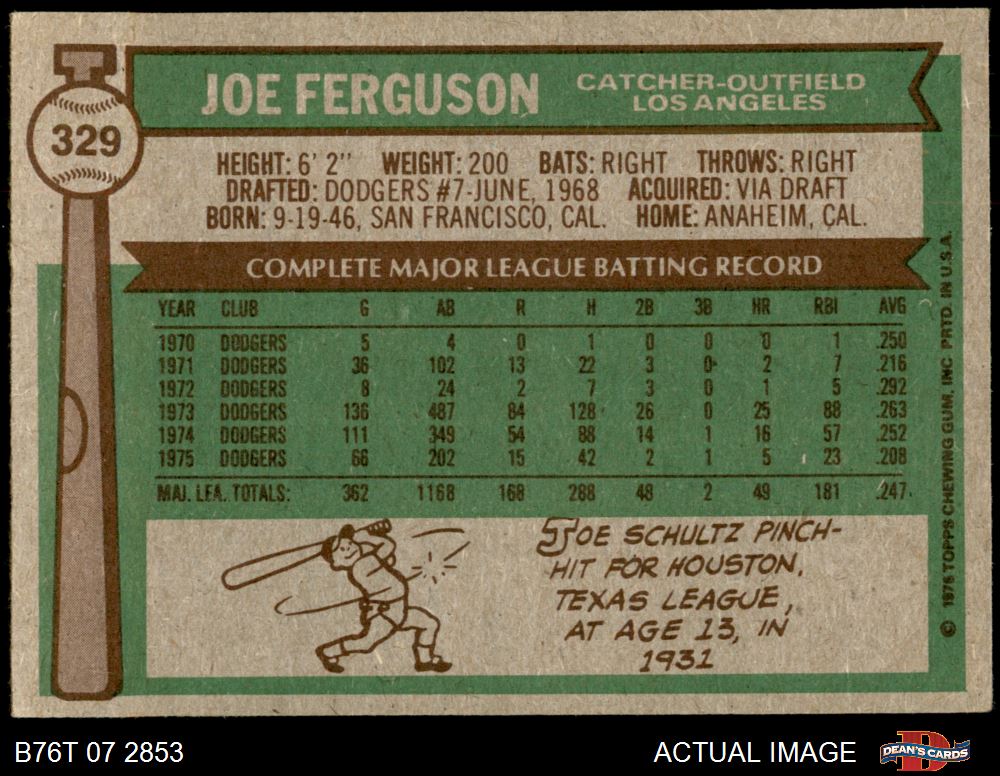 329
JOE FERGUSON
CATCHER-OUTFIELD
LOS ANGELES
HEIGHT: 6' 2" WEIGHT: 200 BATS: RIGHT THROWS: RIGHT
DRAFTED: DODGERS #7-JUNE, 1968 ACQUIRED: VIA DRAFT
BORN: 9-19-46, SAN FRANCISCO, CAL. HOME: ANAHEIM, CAL.
COMPLETE MAJOR LEAGUE BATTING RECORD
YEAR CLUB G AB R H 2B 3B HR RBI AVG
1970 DODGERS 5 4 0 1 0 0 0 1 .250
1971 DODGERS 36 102 13 22 3 0 2 7 .216
1972 DODGERS 8 24 2 7 3 0 1 5 .292
1973 DODGERS 136 487 84 128 26 0 25 88 .263
1974 DODGERS 111 349 54 88 14 1 16 57 .252
1975 DODGERS 66 202 15 42 2 1 5 23 .208
MAJ. LEA. TOTALS: 362 1168 168 288 48 2 49 181 .247
JOE SCHULTZ PINCH-
HIT FOR HOUSTON,
TEXAS LEAGUE,
AT AGE 13, IN
1931
© 1976 TOPPS CHEWING GUM, INC. PRTD. IN U.S.A.
B76T 07 2853
ACTUAL IMAGE
D
DEAN'S CARDS